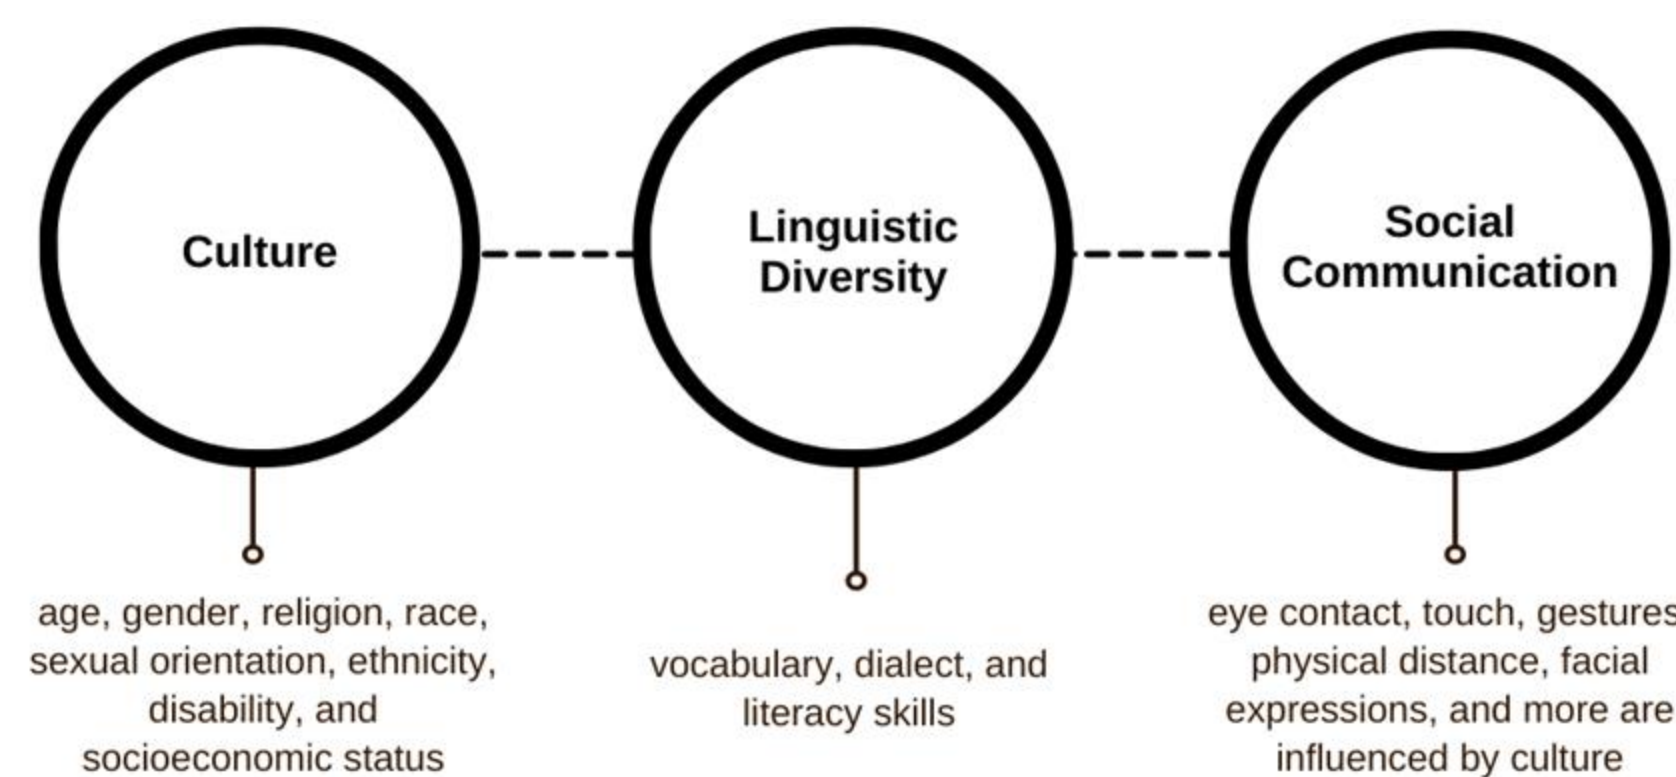 Culture
Linguistic
Diversity
Social
Communication
age, gender, religion, race,
sexual orientation, ethnicity,
disability, and
socioeconomic status
vocabulary, dialect, and
literacy skills
eye contact, touch, gestures
physical distance, facial
expressions, and more are
influenced by culture